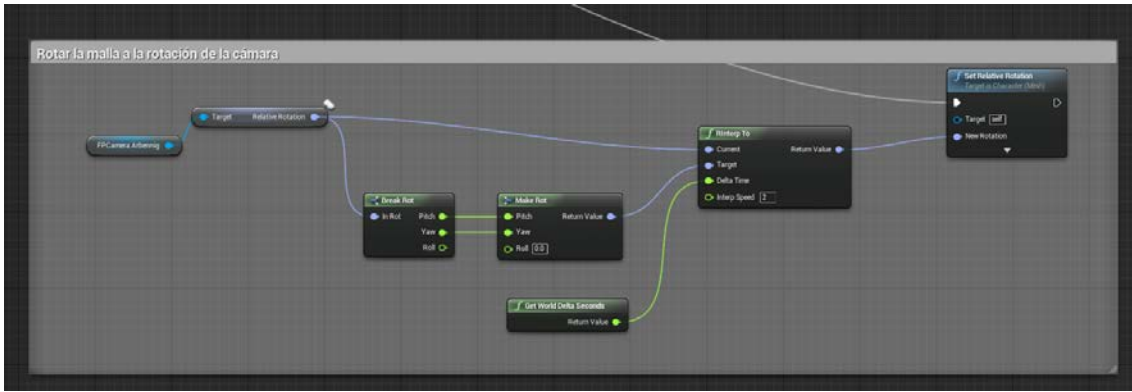 Rotar la malla a la rotación de la cámara
Set Relative Rotation
Target is Character (Mesh)
Target self
New Rotation
Target Relative Rotation
FPCamera Arbennig
RInterp To
Current Return Value
Target
Delta Time
Interp Speed 2
Break Rot
In Rot Pitch
Yaw
Roll
Make Rot
Pitch Return Value
Yaw
Roll 0.0
Get World Delta Seconds
Return Value